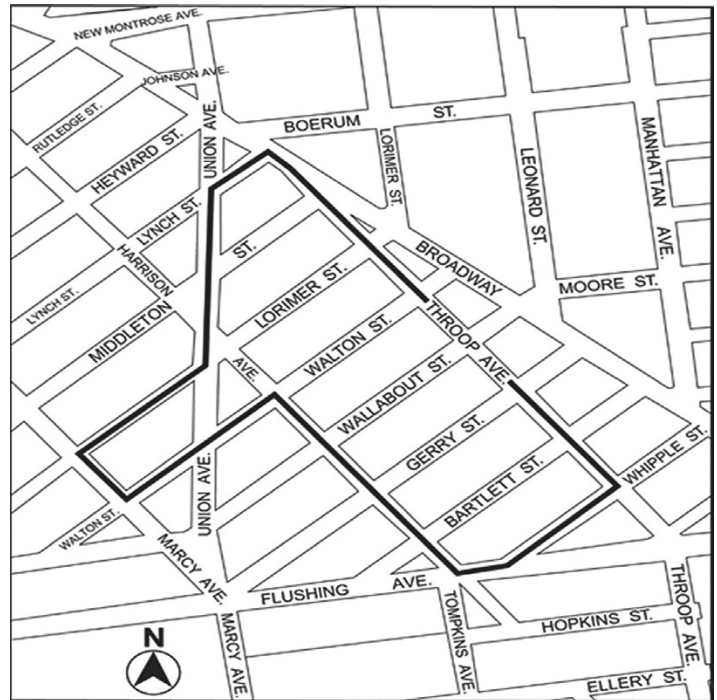 NEW MONTROSE AVE.
JOHNSON AVE.
RUTLEDGE ST.
HEYWARD ST.
UNION AVE.
BOERUM ST.
LORIMER ST.
LEONARD ST.
MANHATTAN AVE.
LYNCH ST.
HARRISON AVE.
BROADWAY
MOORE ST.
LYNCH ST.
MIDDLETON ST.
LORIMER ST.
THROOP AVE.
WALTON ST.
WALLABOUT ST.
GERRY ST.
BARTLETT ST.
WHIPPLE ST.
UNION AVE.
WALTON ST.
MARCY AVE.
FLUSHING AVE.
MARCY AVE.
TOMPKINS AVE.
HOPKINS ST.
THROOP AVE.
ELLERY ST.
N